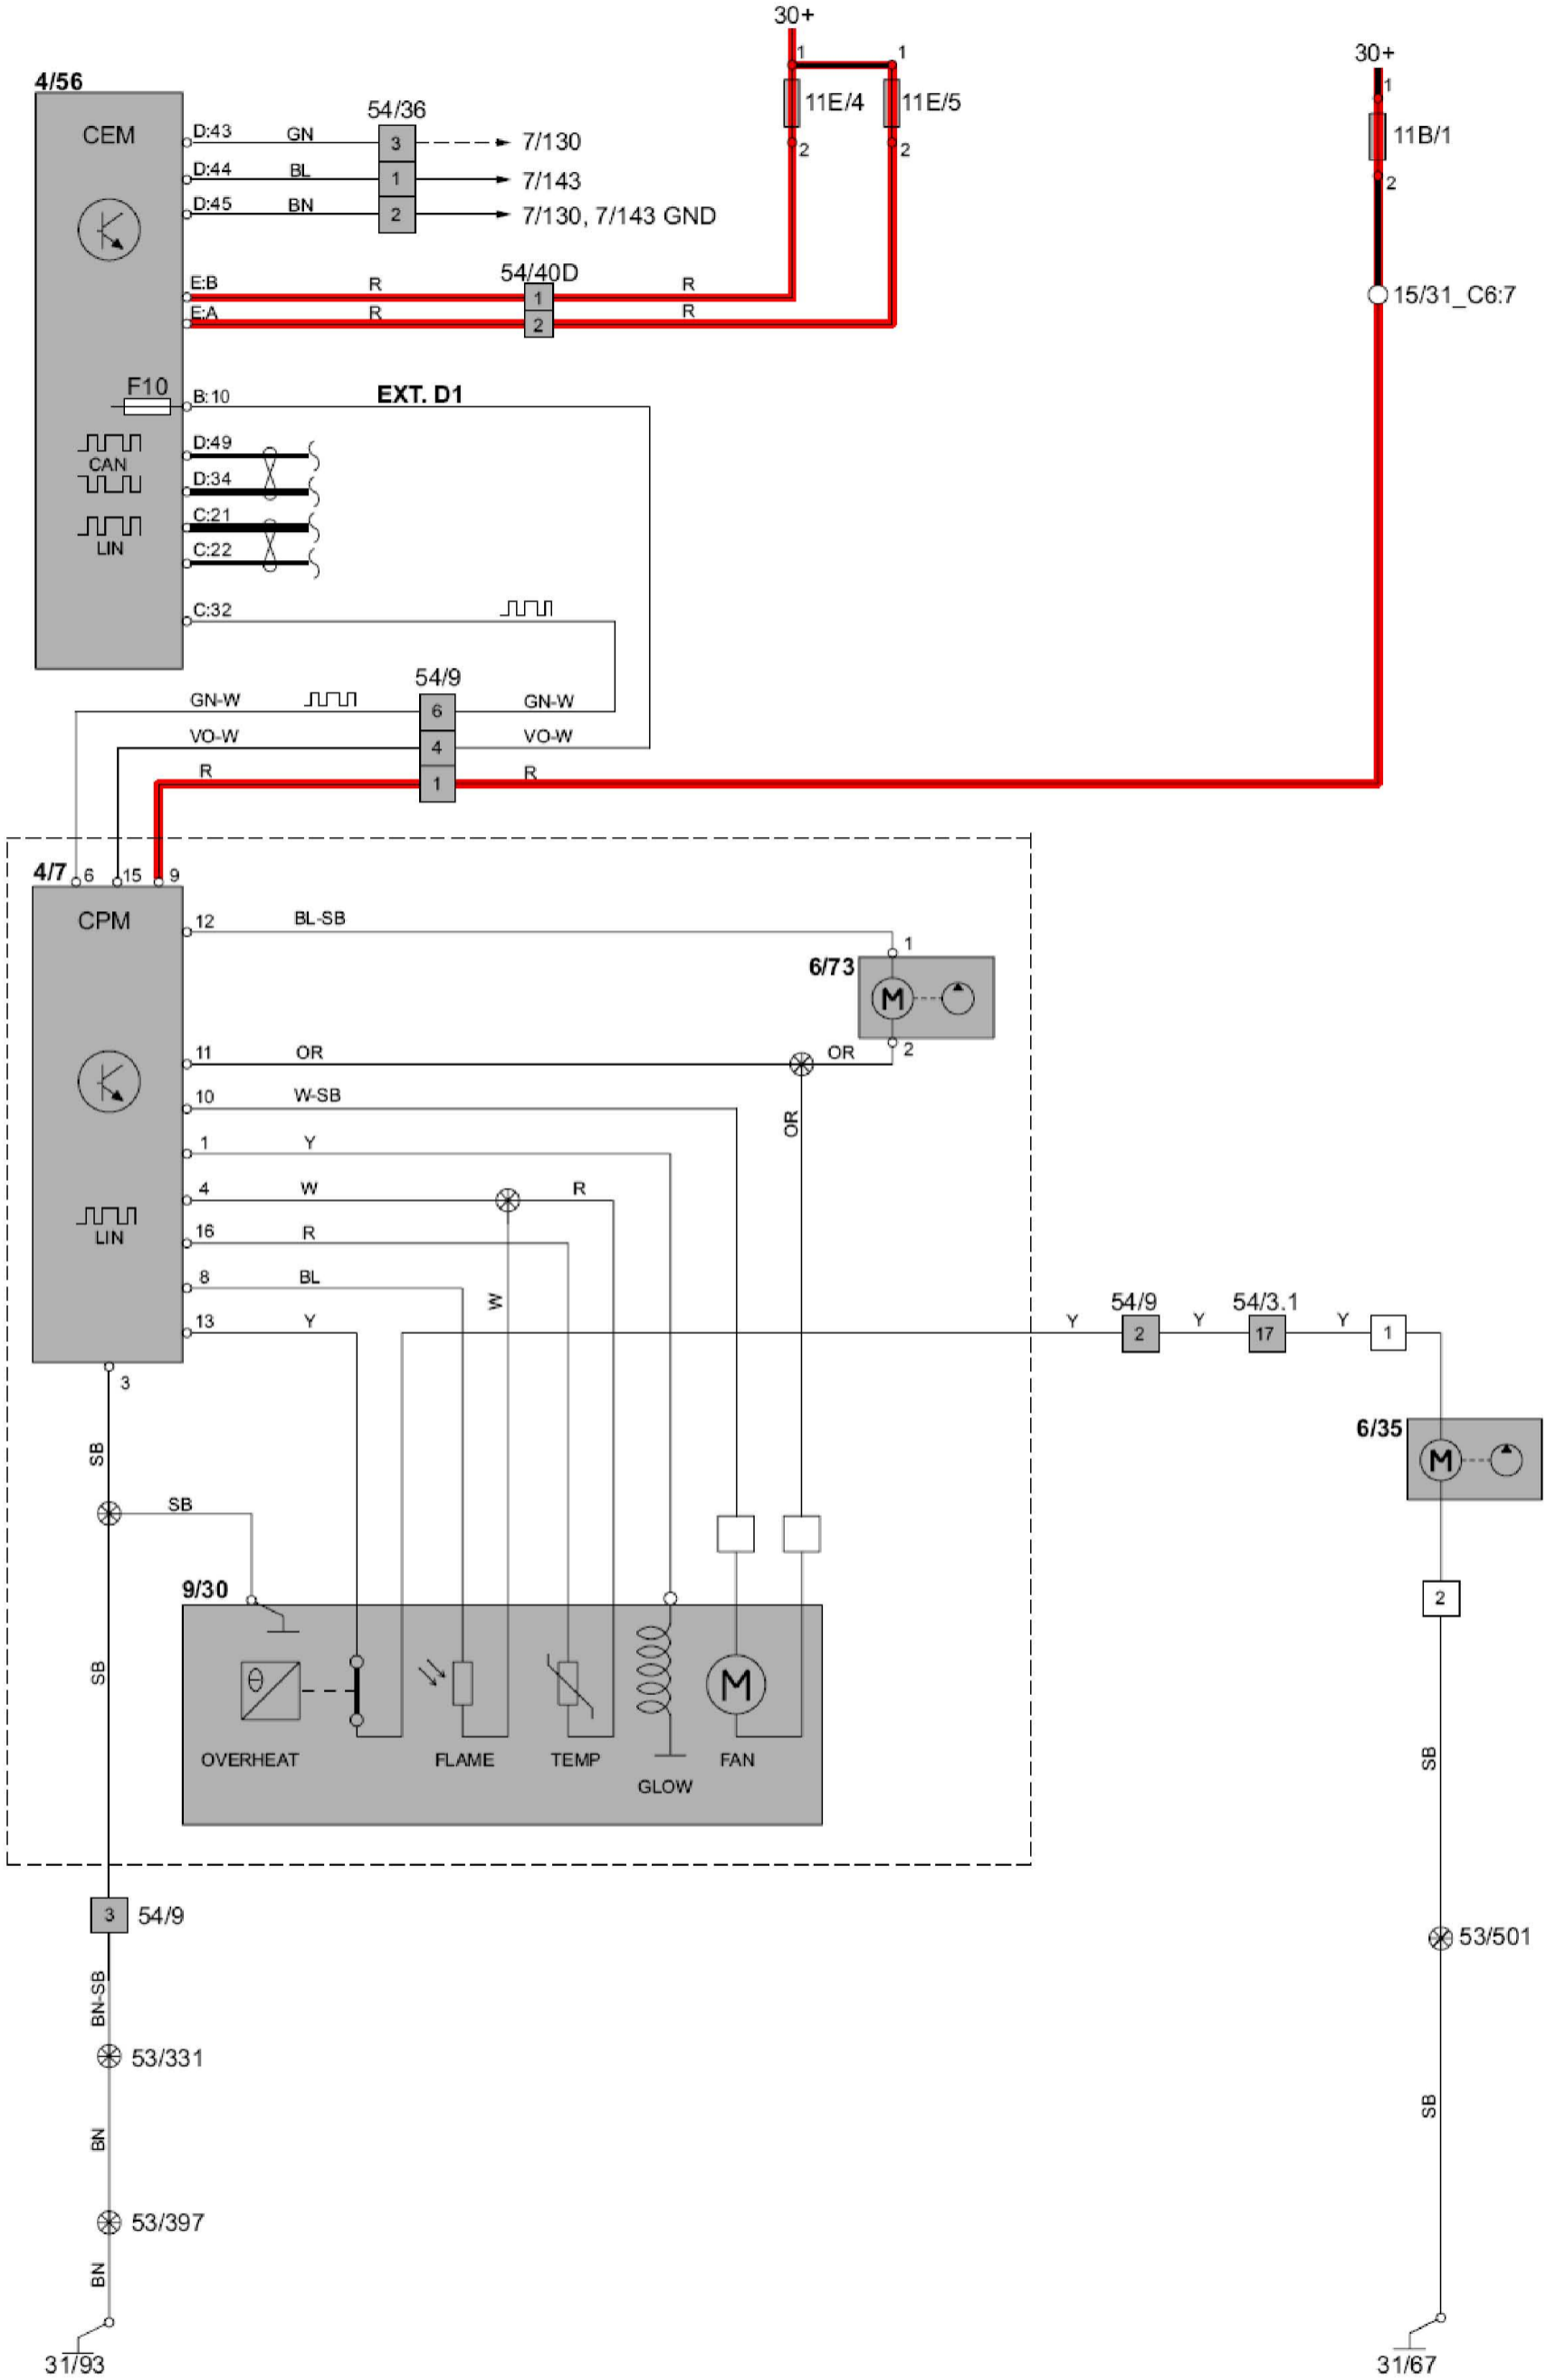 30+
30+
1
1
1
4/56
11E/4
11E/5
54/36
CEM
D:43
GN
3
7/130
11B/1
2
2
D:44
BL
1
7/143
2
D:45
BN
2
7/130, 7/143 GND
54/40D
E:B
R
1
R
15/31_C6:7
E:A
R
2
R
F10
B:10
EXT. D1
D:49
CAN
D:34
C:21
LIN
C:22
C:32
54/9
GN-W
6
GN-W
VO-W
4
VO-W
R
1
R
4/7
6
15
9
CPM
12
BL-SB
1
6/73
M
2
11
OR
OR
10
W-SB
OR
1
Y
4
W
R
16
R
LIN
8
BL
W
13
Y
54/9
54/3.1
Y
2
Y
17
Y
1
3
6/35
M
SB
SB
9/30
2
SB
θ
M
OVERHEAT
FLAME
TEMP
FAN
GLOW
SB
3
54/9
53/501
BN-SB
53/331
SB
BN
53/397
BN
31/93
31/67